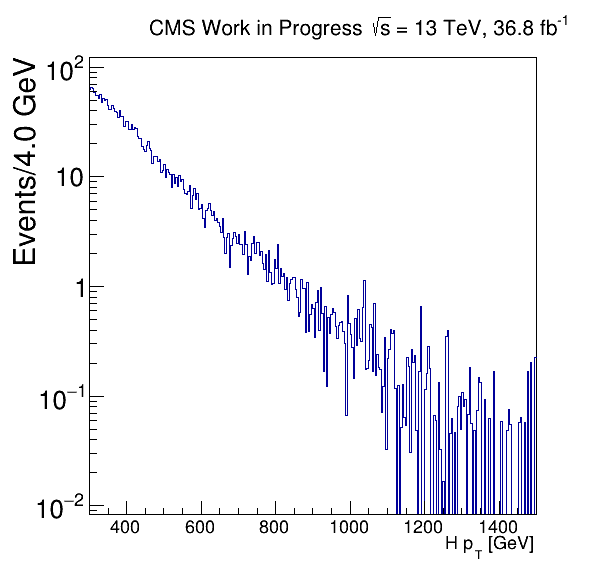 CMS Work in Progress √s = 13 TeV, 36.8 fb⁻¹
Events/4.0 GeV
10²
10
1
10⁻¹
10⁻²
400 600 800 1000 1200 1400
H p_T [GeV]